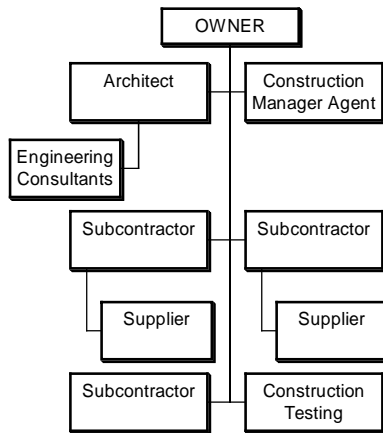 OWNER
Architect
Construction
Manager Agent
Engineering
Consultants
Subcontractor
Subcontractor
Supplier
Supplier
Subcontractor
Construction
Testing